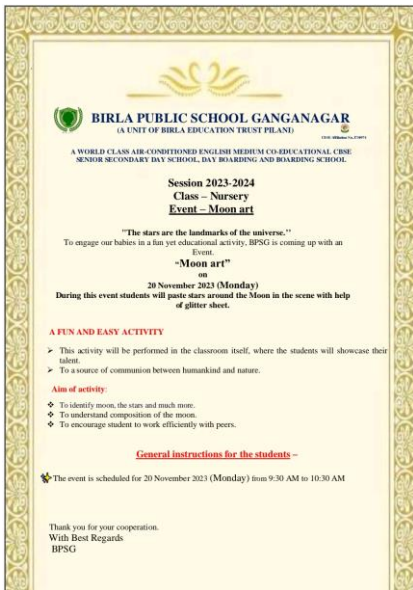 BIRLA PUBLIC SCHOOL GANGANAGAR
(A UNIT OF BIRLA EDUCATION TRUST PILANI)
A WORLD CLASS AIR-CONDITIONED ENGLISH MEDIUM CO-EDUCATIONAL CBSE
SENIOR SECONDARY DAY SCHOOL, DAY BOARDING AND BOARDING SCHOOL
Session 2023-2024
Class – Nursery
Event – Moon art
"The stars are the landmarks of the universe."
To engage our babies in a fun yet educational activity, BPSG is coming up with an
Event.
"Moon art"
on
20 November 2023 (Monday)
During this event students will paste stars around the Moon in the scene with help
of glitter sheet.
A FUN AND EASY ACTIVITY
➢ This activity will be performed in the classroom itself, where the students will showcase their
talent.
➢ To a source of communion between humankind and nature.
Aim of activity:
❖ To identify moon, the stars and much more.
❖ To understand composition of the moon.
❖ To encourage student to work efficiently with peers.
General instructions for the students –
The event is scheduled for 20 November 2023 (Monday) from 9:30 AM to 10:30 AM
Thank you for your cooperation.
With Best Regards
BPSG